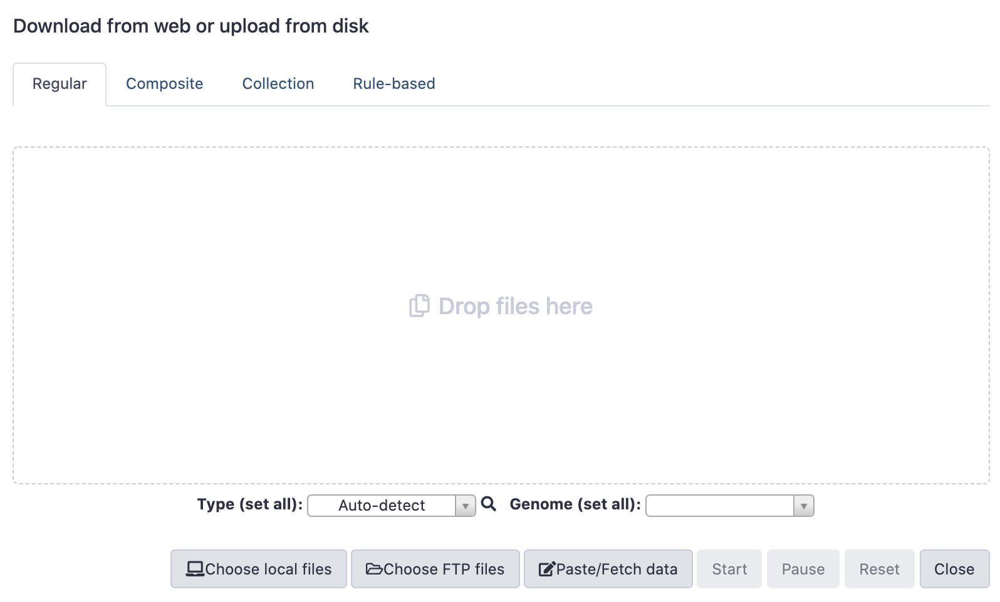 Download from web or upload from disk
Regular Composite Collection Rule-based
Drop files here
Type (set all): Auto-detect Genome (set all):
Choose local files Choose FTP files Paste/Fetch data Start Pause Reset Close